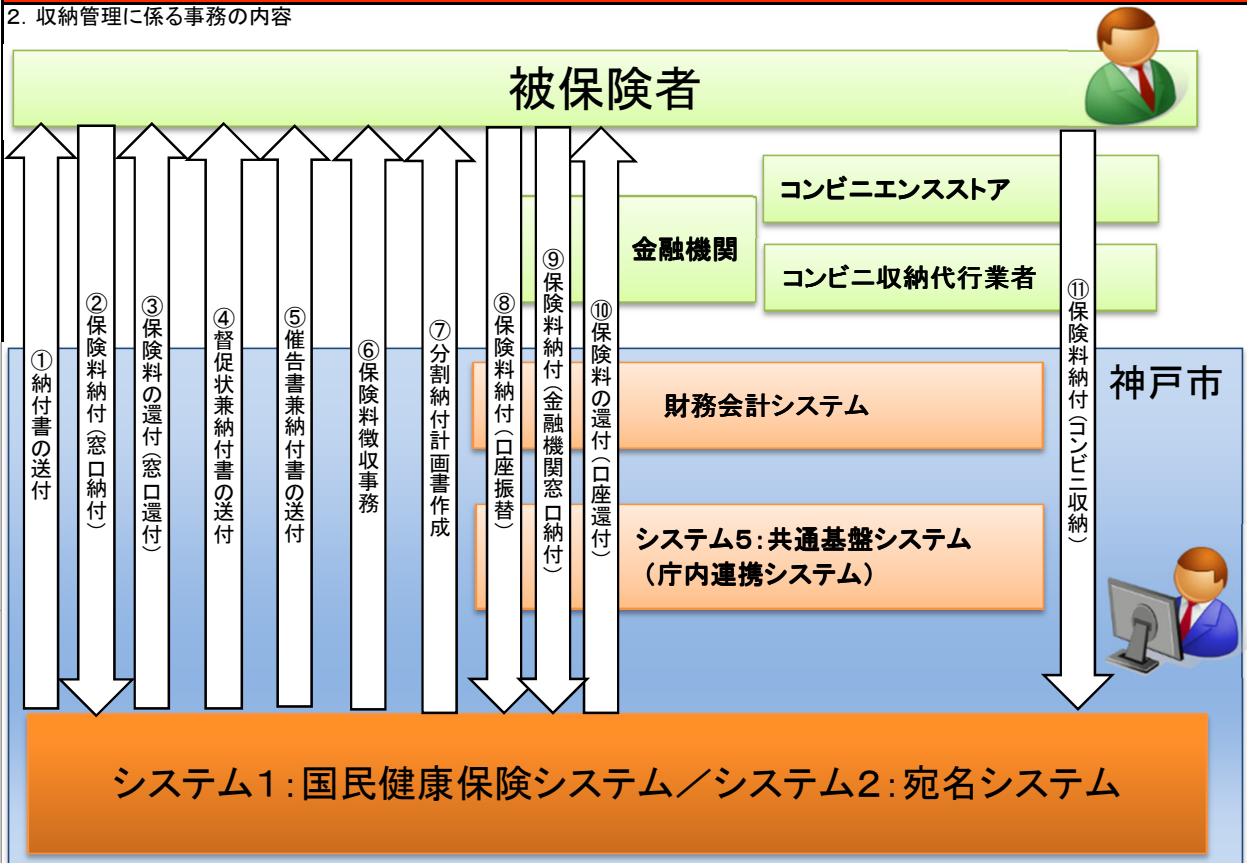 2．収納管理に係る事務の内容
被保険者
コンビニエンスストア
金融機関
コンビニ収納代行業者
①納付書の送付
②保険料納付（窓口納付）
③保険料の還付（窓口還付）
④督促状兼納付書の送付
⑤催告書兼納付書の送付
⑥保険料徴収事務
⑦分割納付計画書作成
⑧保険料納付（口座振替）
⑨保険料納付（金融機関窓口納付）
⑩保険料の還付（口座還付）
⑪保険料納付（コンビニ収納）
神戸市
財務会計システム
システム5：共通基盤システム
（庁内連携システム）
システム1：国民健康保険システム／システム2：宛名システム